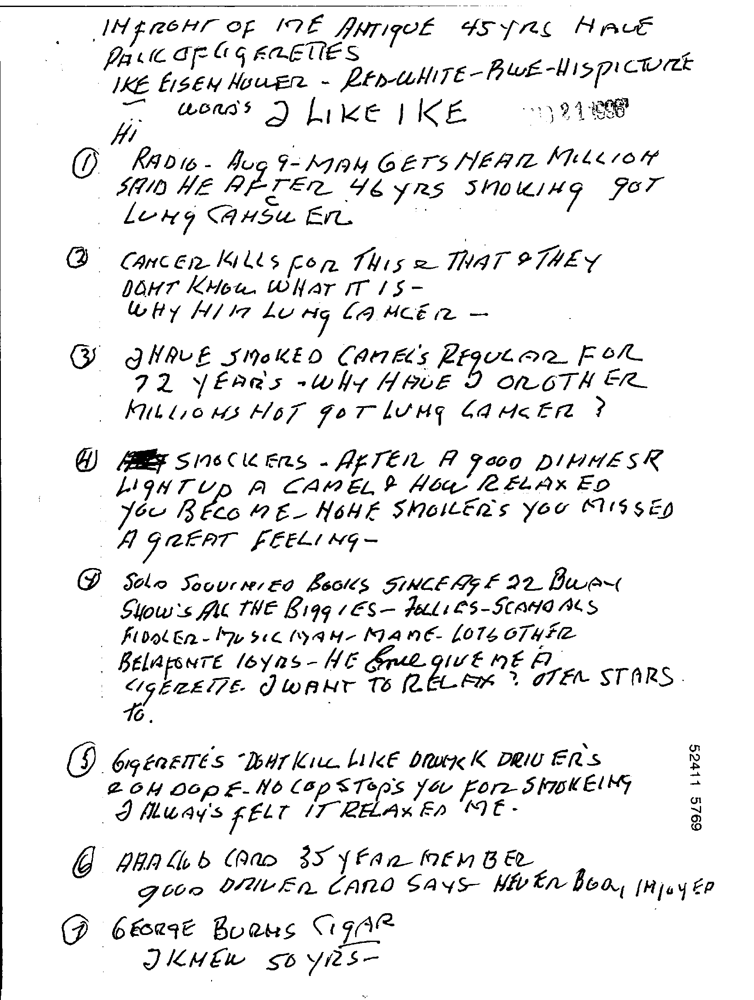 IN FRONT OF ME ANTIQUE 45 YRS HAVE
PACK OF CIGERETTES
IKE EISENHOWER - RED-WHITE-BLUE-HIS PICTURE
WORD'S I LIKE IKE
21 1996
HI
① RADIO - AUG 9 - MAN GETS NEAR MILLION
SAID HE AFTER 46 YRS SMOKING GOT
LUNG CANSCER
② CANCER KILLS FOR THIS & THAT & THEY
DONT KNOW WHAT IT IS -
WHY HIM LUNG CANCER -
③ I HAVE SMOKED CAMEL'S REGULAR FOR
72 YEAR'S - WHY HAVE I OR OTHER
MILLIONS NOT GOT LUNG CANCER ?
④ SMOCKERS - AFTER A GOOD DINNESR
LIGHT UP A CAMEL & HOW RELAXED
YOU BECOME - NONE SMOKER'S YOU MISSED
A GREAT FEELING -
④ SOLD SOUVINIED BOOKS SINCE AGE 22 BWAY
SHOW'S ALL THE BIGGIES - FOLLIES - SCANDALS
FIDDLER - MUSIC MAN - MAME - LOTS OTHER
BELAFONTE 10 YRS - HE GIVE ME A
CIGERETTE. I WANT TO RELAX ? OTER STARS
TO.
⑤ CIGERETTE'S - DONT KILL LIKE DRUNK DRIVER'S
& ON DOPE - NO COP STOP'S YOU FOR SMOKEING
I ALWAY'S FELT IT RELAXED ME.
52411 5769
⑥ AAA CLUB CARD 35 YEAR MEMBER
GOOD DRIVER CARD SAYS NEVER BODY INJOYED
⑦ GEORGE BURNS CIGAR
I KNEW 50 YRS -